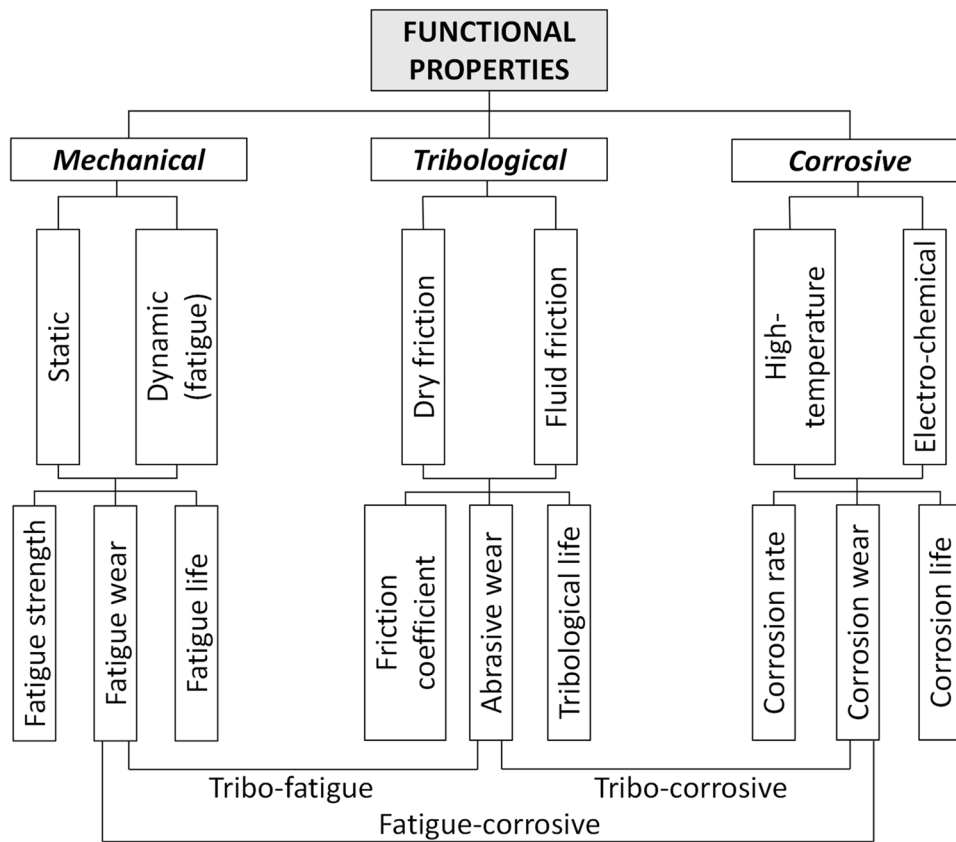 FUNCTIONAL
PROPERTIES
Mechanical
Tribological
Corrosive
Static
Dynamic
(fatigue)
Dry friction
Fluid friction
High-
temperature
Electro-chemical
Fatigue strength
Fatigue wear
Fatigue life
Friction
coefficient
Abrasive wear
Tribological life
Corrosion rate
Corrosion wear
Corrosion life
Tribo-fatigue
Tribo-corrosive
Fatigue-corrosive